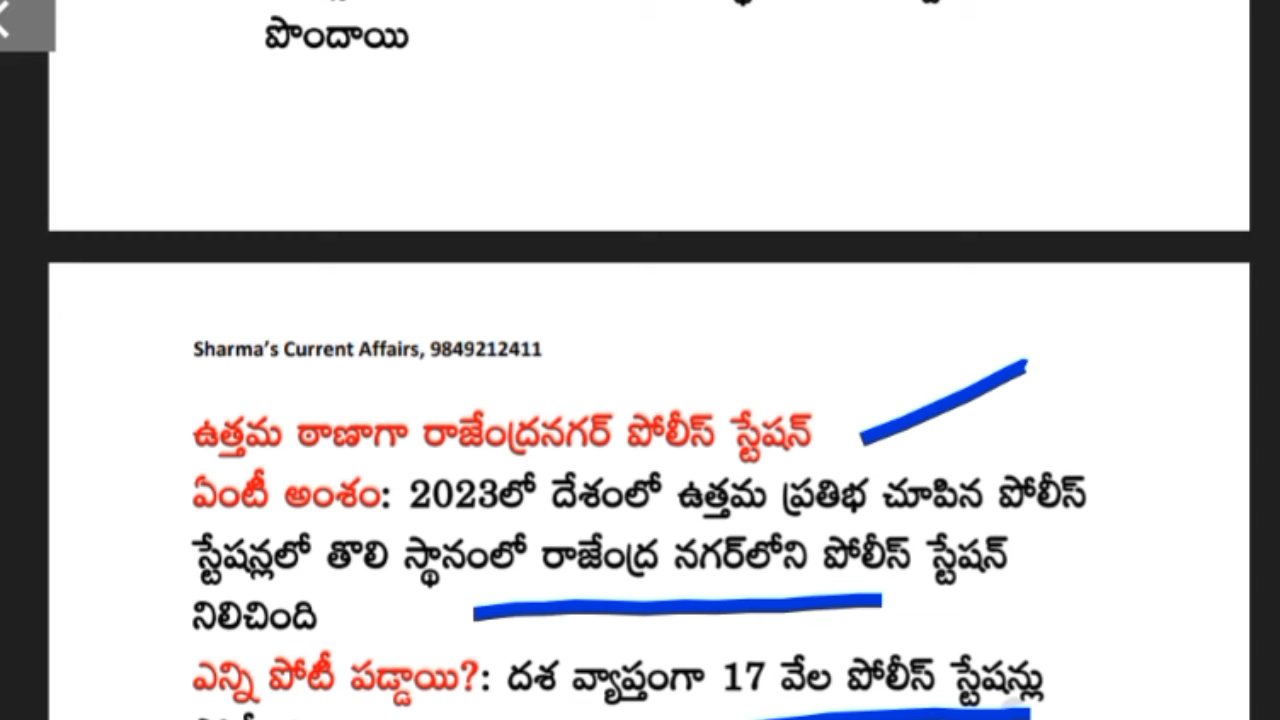 పొందాయి
Sharma's Current Affairs, 9849212411
ఉత్తమ ఠాణాగా రాజేంద్రనగర్ పోలీస్ స్టేషన్
ఏంటీ అంశం: 2023లో దేశంలో ఉత్తమ ప్రతిభ చూపిన పోలీస్
స్టేషన్లలో తొలి స్థానంలో రాజేంద్ర నగర్‌లోని పోలీస్ స్టేషన్
నిలిచింది
ఎన్ని పోటీ పడ్డాయి?: దశ వ్యాప్తంగా 17 వేల పోలీస్ స్టేషన్లు